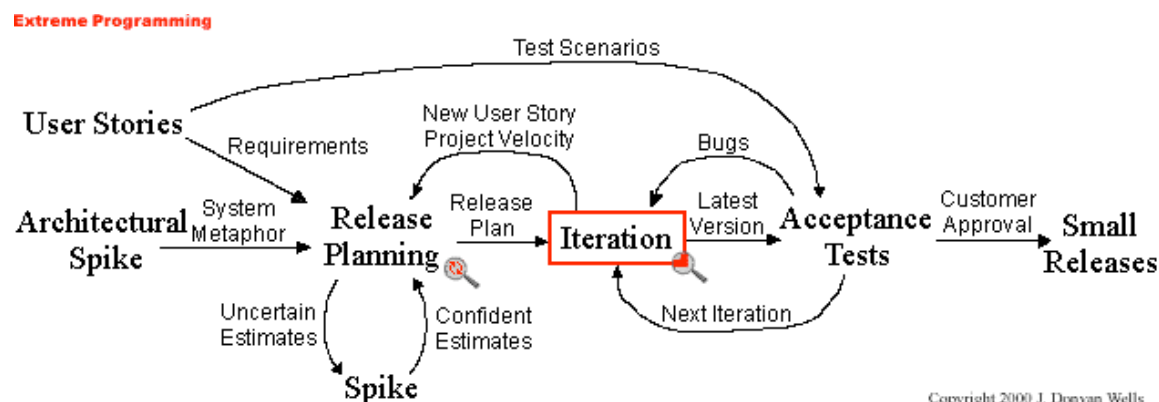 Extreme Programming
Test Scenarios
User Stories
Requirements
New User Story
Project Velocity
Bugs
Architectural
Spike
System
Metaphor
Release
Planning
Release
Plan
Iteration
Latest
Version
Acceptance
Tests
Customer
Approval
Small
Releases
Uncertain
Estimates
Confident
Estimates
Next Iteration
Spike
Copyright 2000 J. Donvan Wells